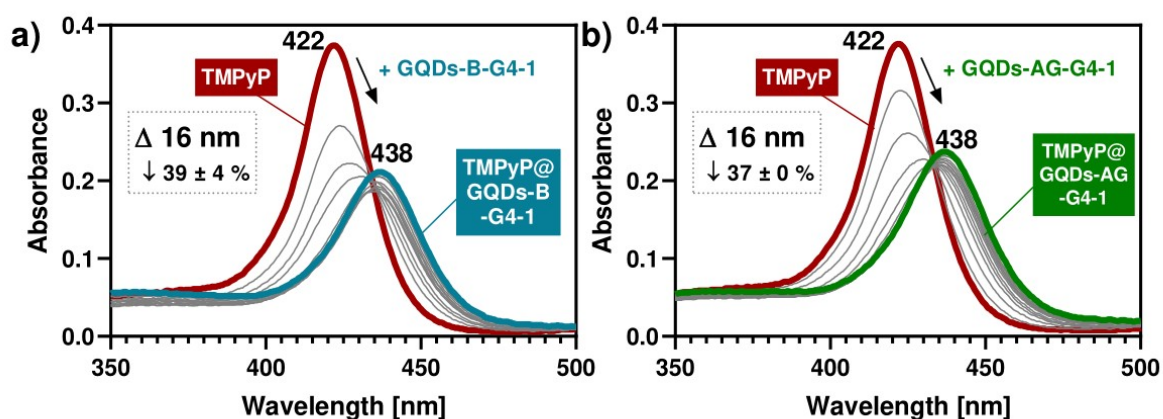 a)
0.4
0.3
0.2
0.1
0.0
Absorbance
350
400
450
500
Wavelength [nm]
422
TMPyP
+ GQDs-B-G4-1
Δ 16 nm
↓ 39 ± 4 %
438
TMPyP@
GQDs-B
-G4-1
b)
0.4
0.3
0.2
0.1
0.0
Absorbance
350
400
450
500
Wavelength [nm]
422
TMPyP
+ GQDs-AG-G4-1
Δ 16 nm
↓ 37 ± 0 %
438
TMPyP@
GQDs-AG
-G4-1